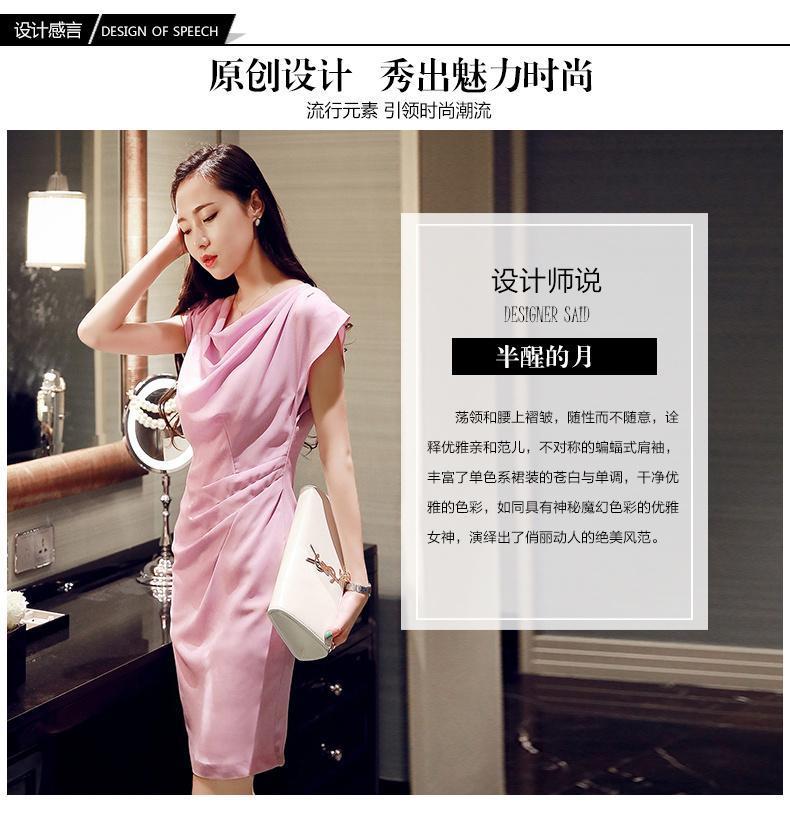 设计感言 DESIGN OF SPEECH
原创设计 秀出魅力时尚
流行元素 引领时尚潮流
设计师说
DESIGNER SAID
半醒的月
荡领和腰上褶皱，随性而不随意，诠
释优雅亲和范儿，不对称的蝙蝠式肩袖，
丰富了单色系裙装的苍白与单调，干净优
雅的色彩，如同具有神秘魔幻色彩的优雅
女神，演绎出了俏丽动人的绝美风范。
YSL